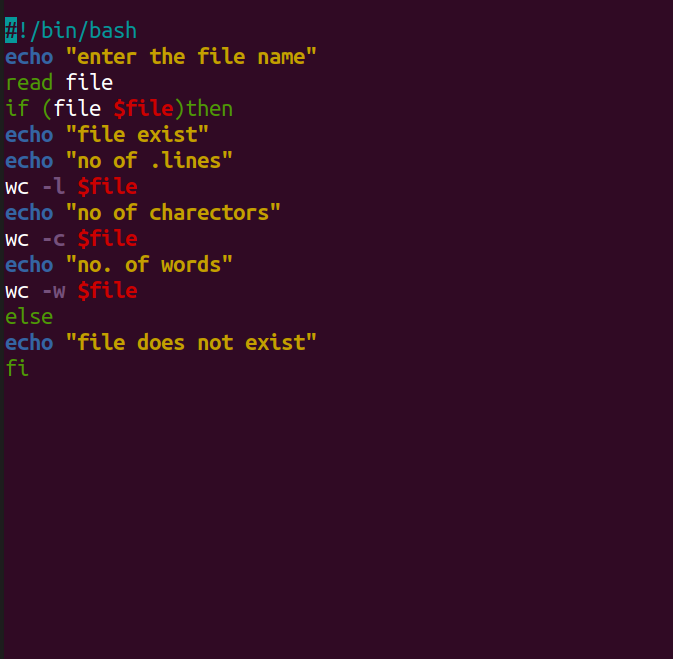 #!/bin/bash
echo "enter the file name"
read file
if (file $file)then
echo "file exist"
echo "no of .lines"
wc -l $file
echo "no of charectors"
wc -c $file
echo "no. of words"
wc -w $file
else
echo "file does not exist"
fi